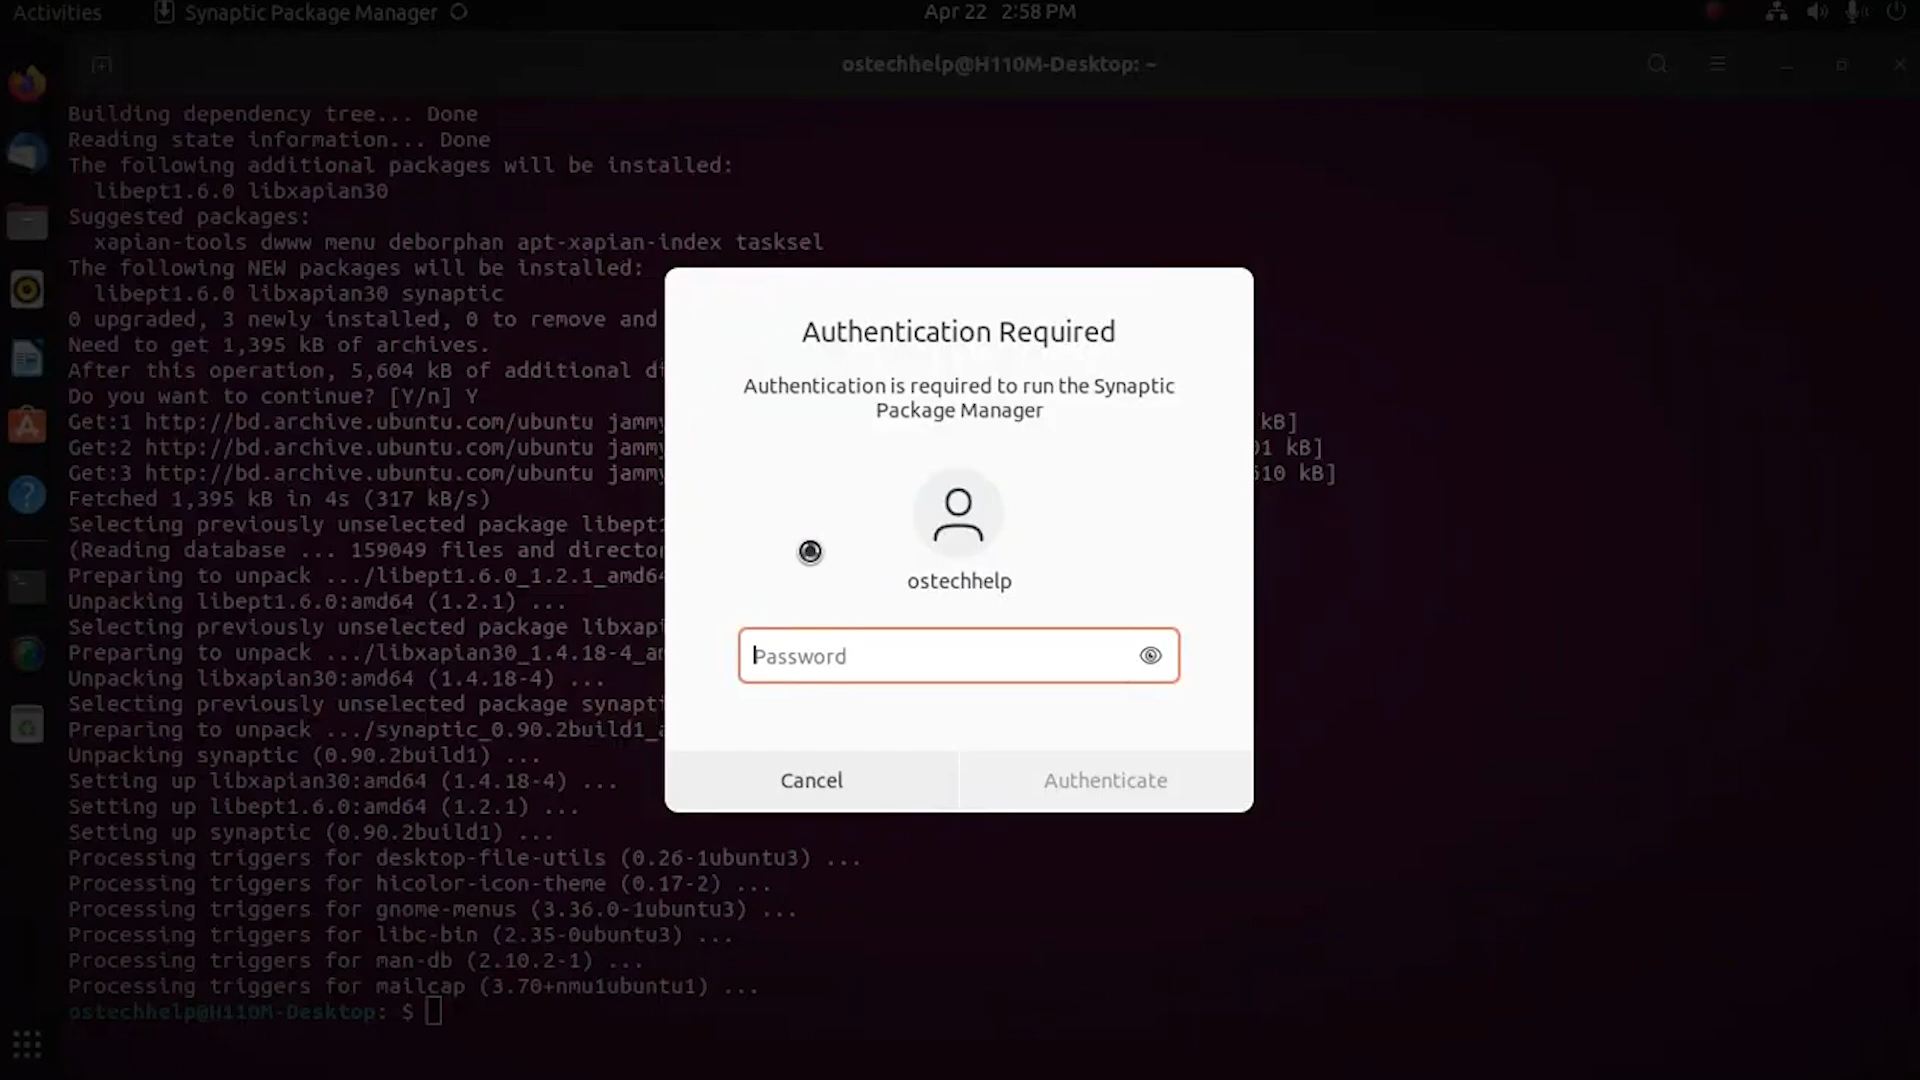 Activities Synaptic Package Manager Apr 22 2:58 PM
ostechhelp@H110M-Desktop: ~
Building dependency tree... Done
Reading state information... Done
The following additional packages will be installed:
libept1.6.0 libxapian30
Suggested packages:
xapian-tools dwww menu deborphan apt-xapian-index tasksel
The following NEW packages will be installed:
libept1.6.0 libxapian30 synaptic
0 upgraded, 3 newly installed, 0 to remove and
Need to get 1,395 kB of archives.
After this operation, 5,604 kB of additional
Do you want to continue? [Y/n] Y
Get:1 http://bd.archive.ubuntu.com/ubuntu jammy kB]
Get:2 http://bd.archive.ubuntu.com/ubuntu jammy kB]
Get:3 http://bd.archive.ubuntu.com/ubuntu jammy kB]
Fetched 1,395 kB in 4s (317 kB/s)
Selecting previously unselected package libept1
(Reading database ... 159049 files and director
Preparing to unpack .../libept1.6.0_1.2.1_amd64
Unpacking libept1.6.0:amd64 (1.2.1) ...
Selecting previously unselected package libxapi
Preparing to unpack .../libxapian30_1.4.18-4_am
Unpacking libxapian30:amd64 (1.4.18-4) ...
Selecting previously unselected package synapti
Preparing to unpack .../synaptic_0.90.2build1_a
Unpacking synaptic (0.90.2build1) ...
Setting up libxapian30:amd64 (1.4.18-4) ...
Setting up libept1.6.0:amd64 (1.2.1) ...
Setting up synaptic (0.90.2build1) ...
Processing triggers for desktop-file-utils (0.26-1ubuntu3) ...
Processing triggers for hicolor-icon-theme (0.17-2) ...
Processing triggers for gnome-menus (3.36.0-1ubuntu3) ...
Processing triggers for libc-bin (2.35-0ubuntu3) ...
Processing triggers for man-db (2.10.2-1) ...
Processing triggers for mailcap (3.70+nmu1ubuntu1) ...
ostechhelp@H110M-Desktop: $
Authentication Required
Authentication is required to run the Synaptic
Package Manager
ostechhelp
Password
Cancel Authenticate